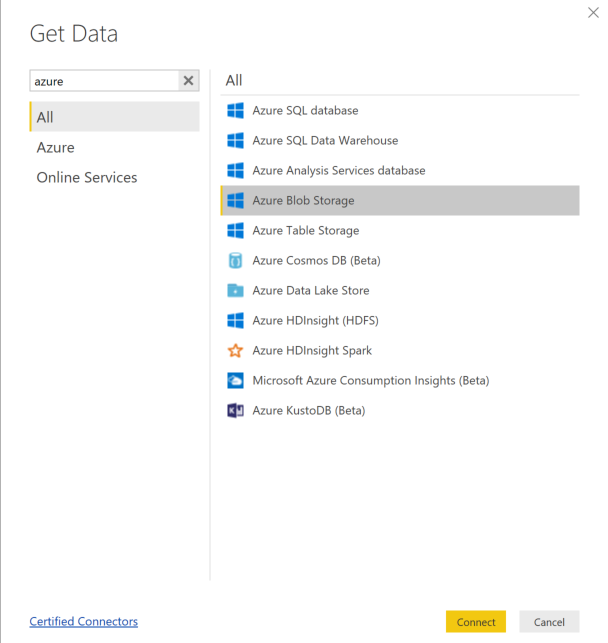 Get Data
azure
All
Azure
Online Services
All
Azure SQL database
Azure SQL Data Warehouse
Azure Analysis Services database
Azure Blob Storage
Azure Table Storage
Azure Cosmos DB (Beta)
Azure Data Lake Store
Azure HDInsight (HDFS)
Azure HDInsight Spark
Microsoft Azure Consumption Insights (Beta)
Azure KustoDB (Beta)
Certified Connectors
Connect
Cancel